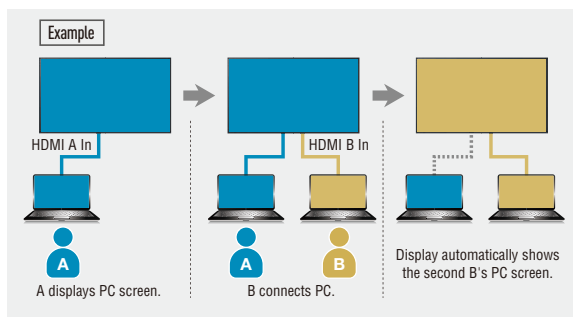 Example
HDMI A In
A
A displays PC screen.
HDMI B In
A
B
B connects PC.
Display automatically shows
the second B's PC screen.